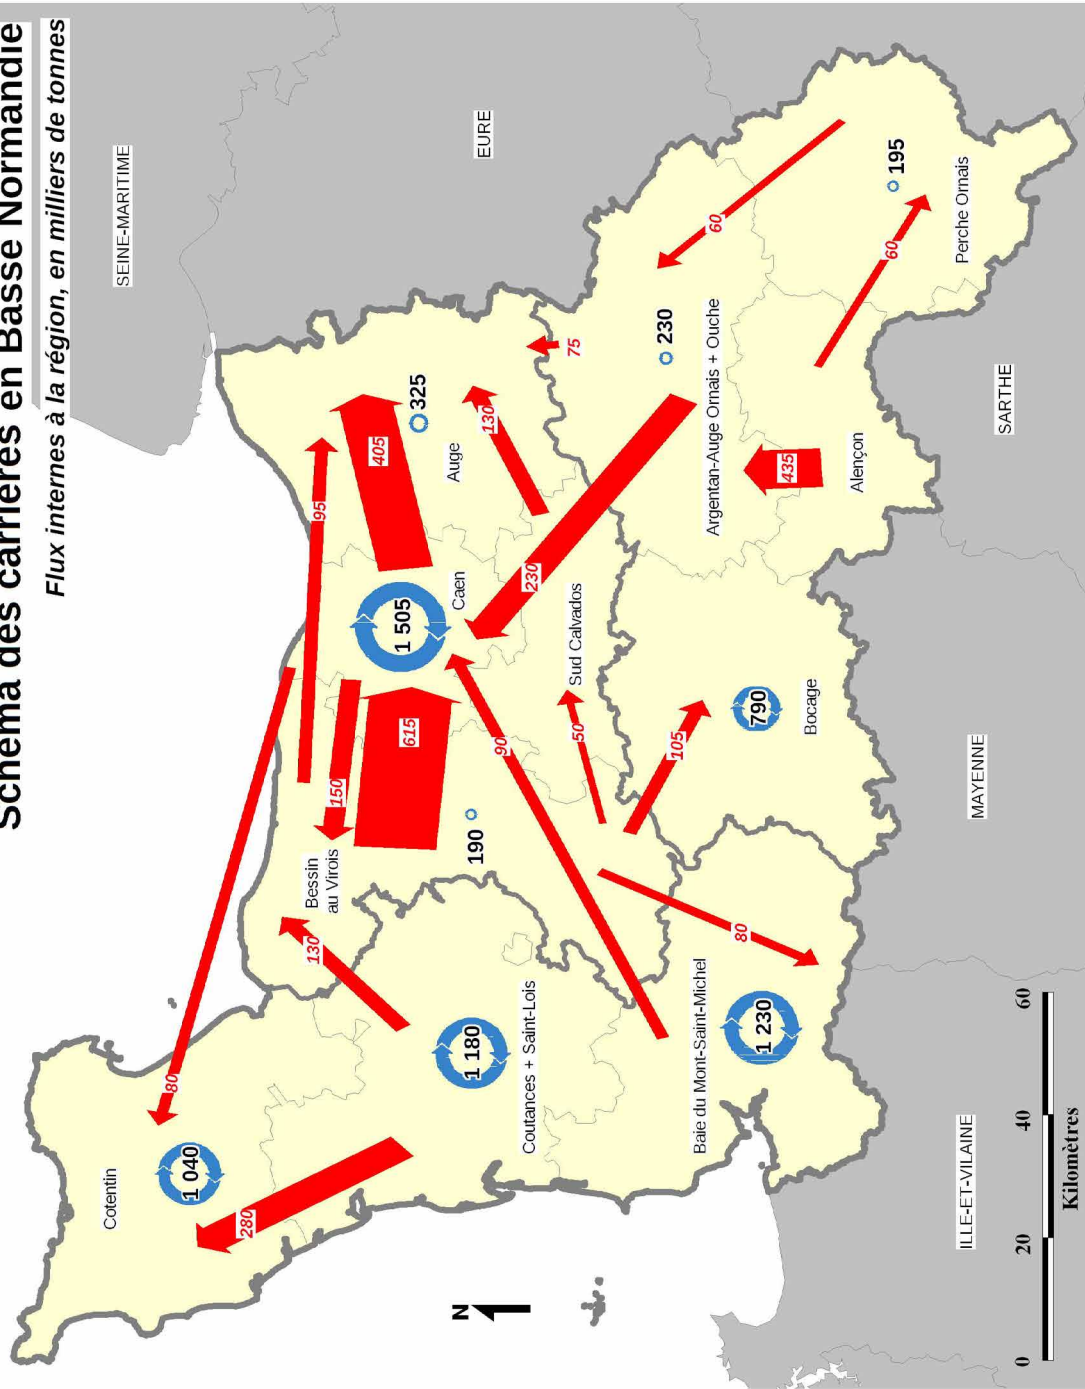 Schéma des carrières en Basse Normandie
Flux internes à la région, en milliers de tonnes
SEINE-MARITIME
EURE
Cotentin
1 040
80
280
130
Bessin
au Virois
150
95
405
325
Auge
1 505
Caen
615
190
1 180
Coutances + Saint-Lois
130
75
230
90
50
Sud Calvados
105
80
Baie du Mont-Saint-Michel
1 230
790
Bocage
230
Argentan-Auge Ornais + Ouche
60
435
Alençon
60
195
Perche Ornais
N
ILLE-ET-VILAINE
MAYENNE
SARTHE
0
20
40
60
Kilomètres